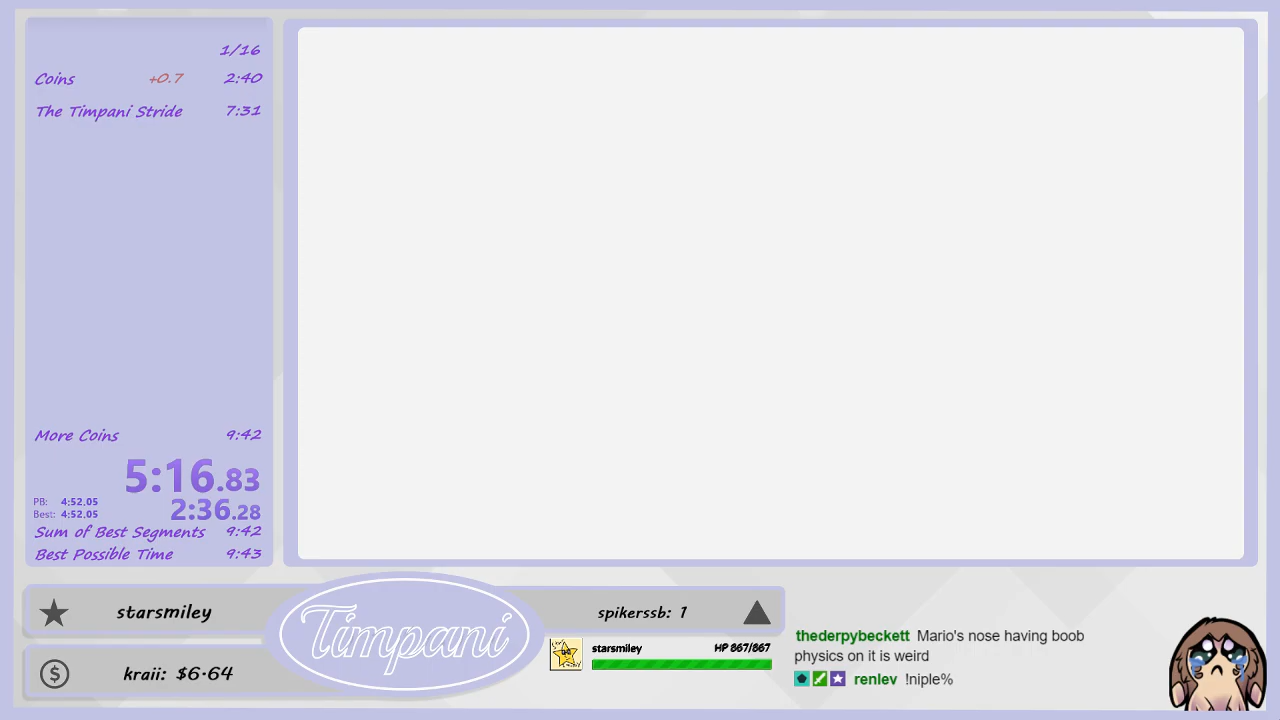 1/16
Coins +0.7 2:40
The Timpani Stride 7:31
More Coins 9:42
5:16.83
PB: 4:52.05
Best: 4:52.05
2:36.28
Sum of Best Segments 9:42
Best Possible Time 9:43
starsmiley
kraii: $6.64
Timpani
spikerssb: 1
starsmiley HP 867/867
thederpybeckett Mario's nose having boob
physics on it is weird
renlev !niple%